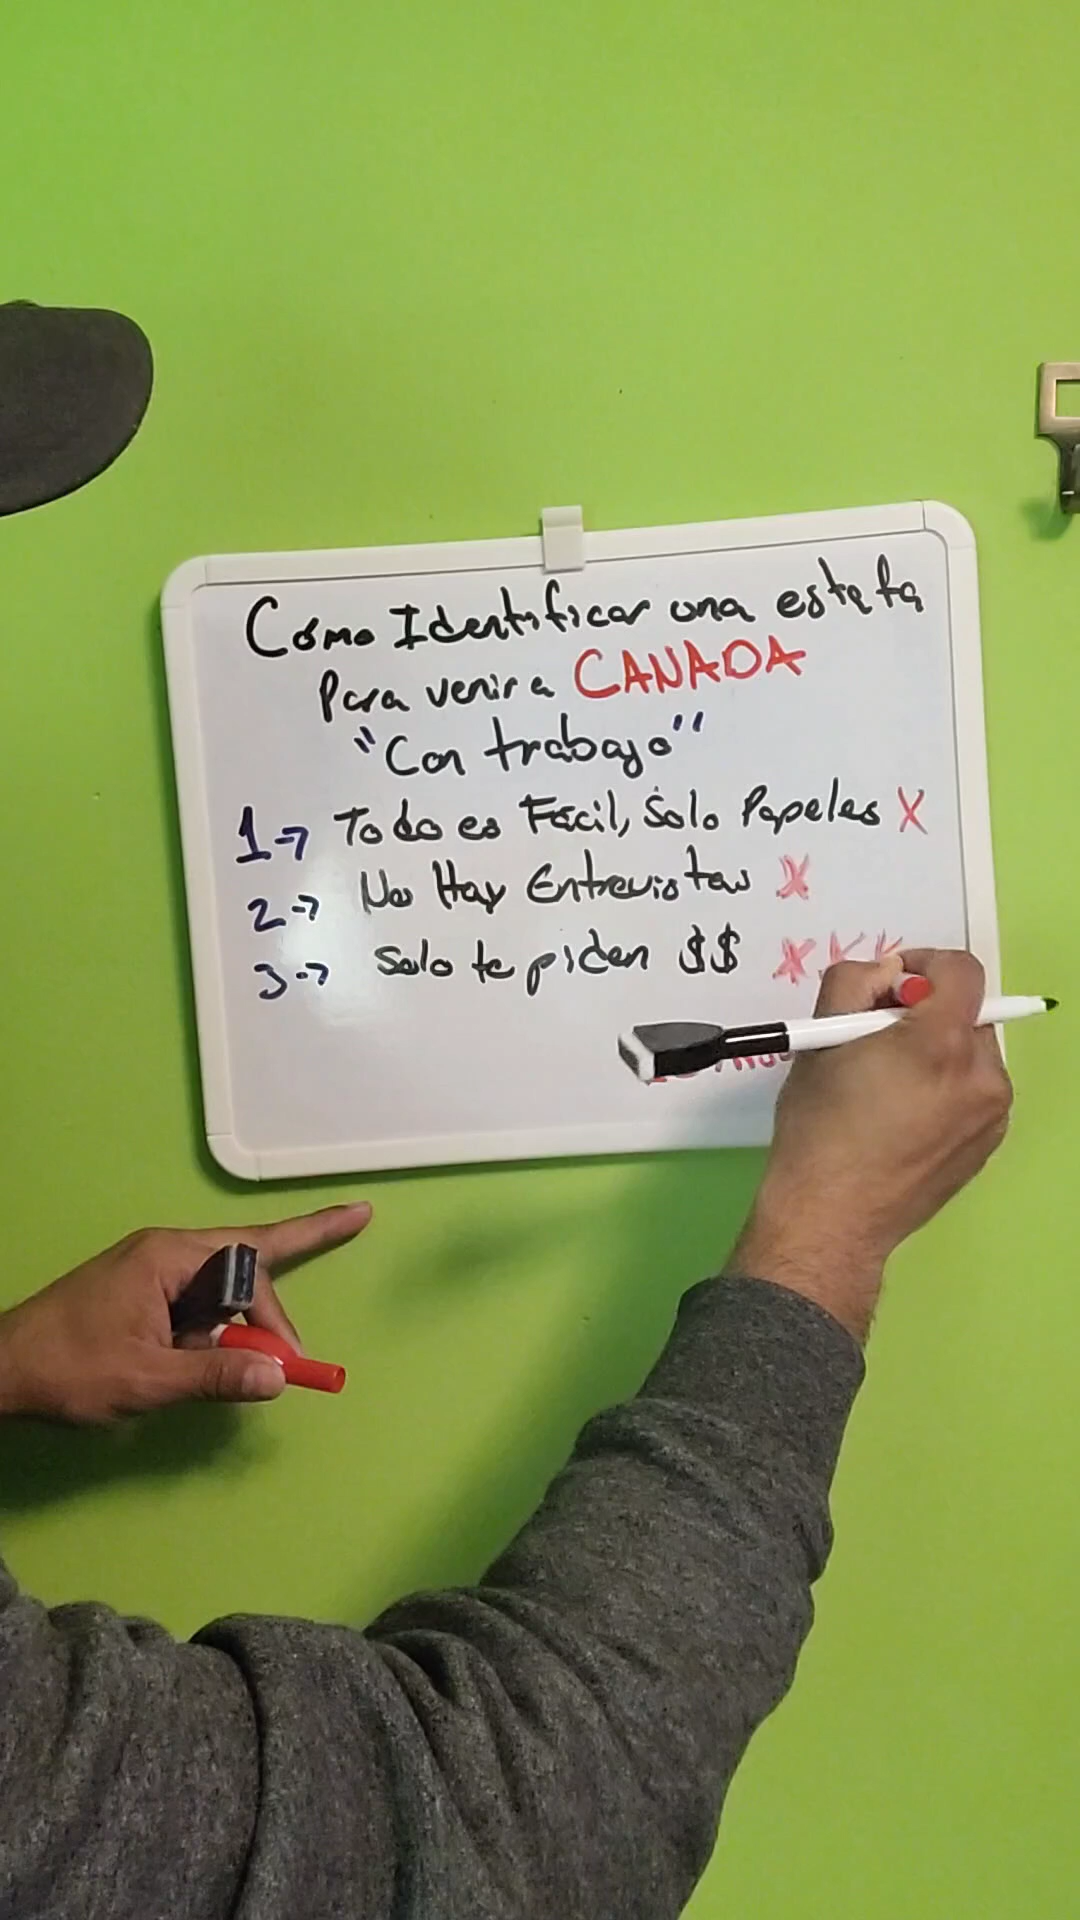 Cómo Identificar una estafa
Para venir a CANADA
"Con trabajo"
1-> Todo es Fácil, Solo Papeles X
2-> No Hay Entrevistas X
3-> Solo te piden $$ X X X